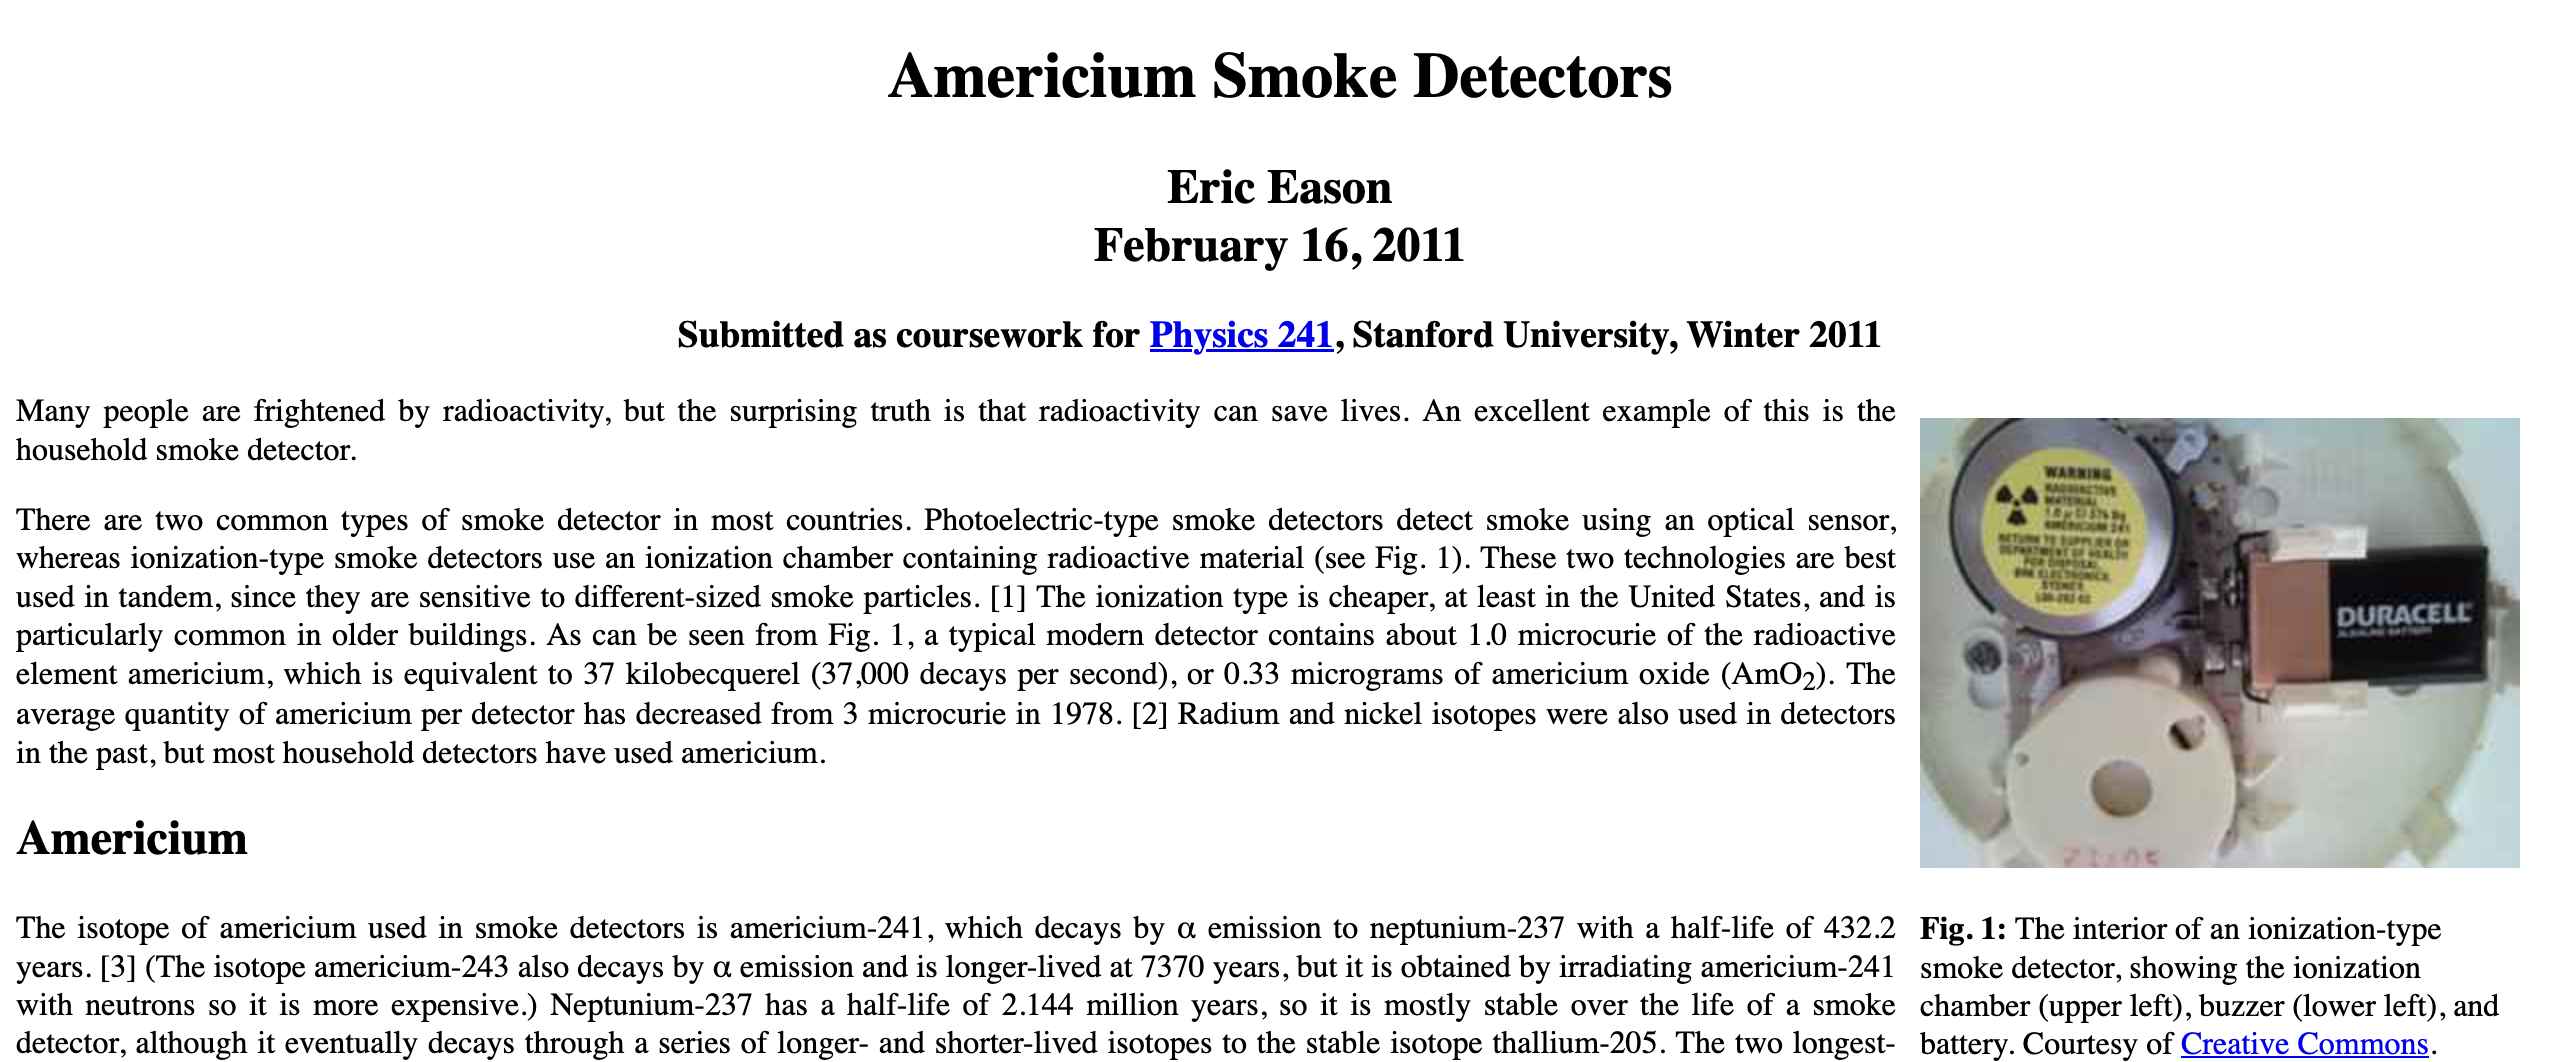 Americium Smoke Detectors
Eric Eason
February 16, 2011
Submitted as coursework for Physics 241, Stanford University, Winter 2011
Many people are frightened by radioactivity, but the surprising truth is that radioactivity can save lives. An excellent example of this is the
household smoke detector.
There are two common types of smoke detector in most countries. Photoelectric-type smoke detectors detect smoke using an optical sensor,
whereas ionization-type smoke detectors use an ionization chamber containing radioactive material (see Fig. 1). These two technologies are best
used in tandem, since they are sensitive to different-sized smoke particles. [1] The ionization type is cheaper, at least in the United States, and is
particularly common in older buildings. As can be seen from Fig. 1, a typical modern detector contains about 1.0 microcurie of the radioactive
element americium, which is equivalent to 37 kilobecquerel (37,000 decays per second), or 0.33 micrograms of americium oxide (AmO₂). The
average quantity of americium per detector has decreased from 3 microcurie in 1978. [2] Radium and nickel isotopes were also used in detectors
in the past, but most household detectors have used americium.
Americium
The isotope of americium used in smoke detectors is americium-241, which decays by α emission to neptunium-237 with a half-life of 432.2
years. [3] (The isotope americium-243 also decays by α emission and is longer-lived at 7370 years, but it is obtained by irradiating americium-241
with neutrons so it is more expensive.) Neptunium-237 has a half-life of 2.144 million years, so it is mostly stable over the life of a smoke
detector, although it eventually decays through a series of longer- and shorter-lived isotopes to the stable isotope thallium-205. The two longest-
WARNING
RADIOACTIVE
MATERIAL
AMERICIUM 241
RETURN TO SUPPLIER OR
DEPARTMENT OF HEALTH
FOR DISPOSAL
ELECTRONICS,
SYDNEY
DURACELL
ALKALINE BATTERY
Fig. 1: The interior of an ionization-type
smoke detector, showing the ionization
chamber (upper left), buzzer (lower left), and
battery. Courtesy of Creative Commons.